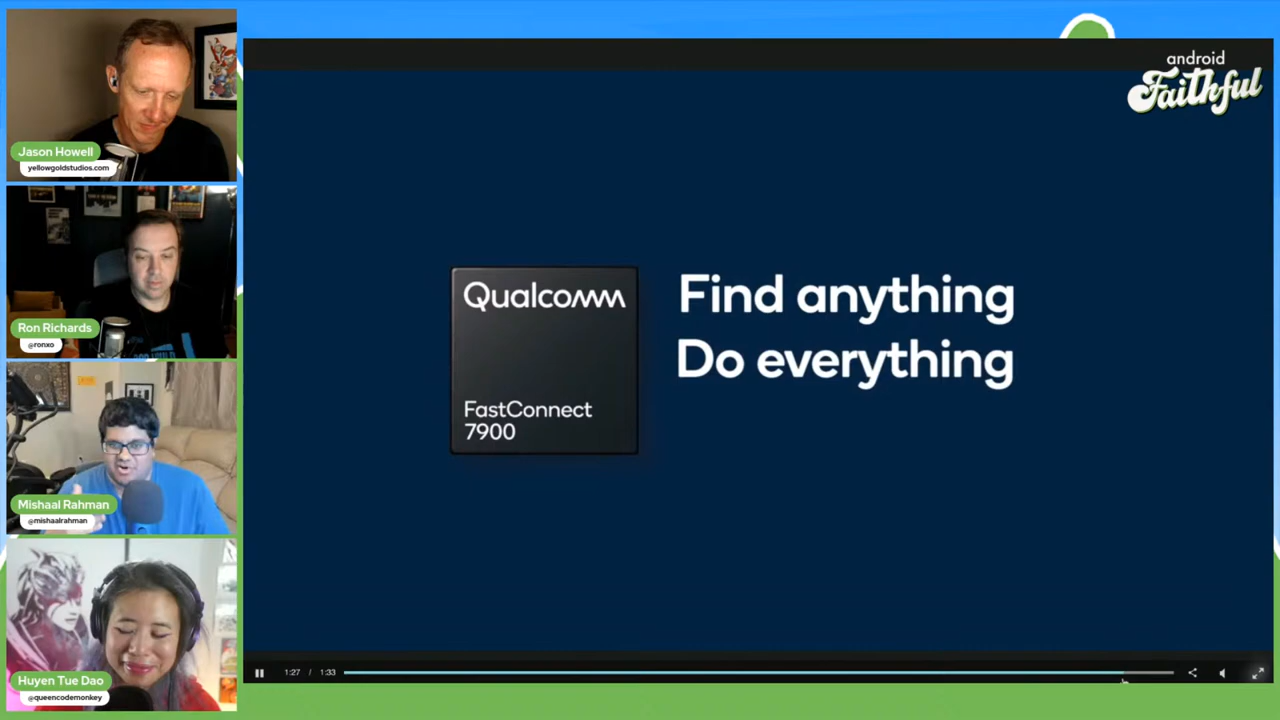 Jason Howell
yellowgoldstudios.com
Ron Richards
@ronxo
Mishaal Rahman
@mishaalrahman
Huyen Tue Dao
@queencodemonkey
android
Faithful
Qualcomm
FastConnect
7900
Find anything
Do everything
1:27 / 1:33